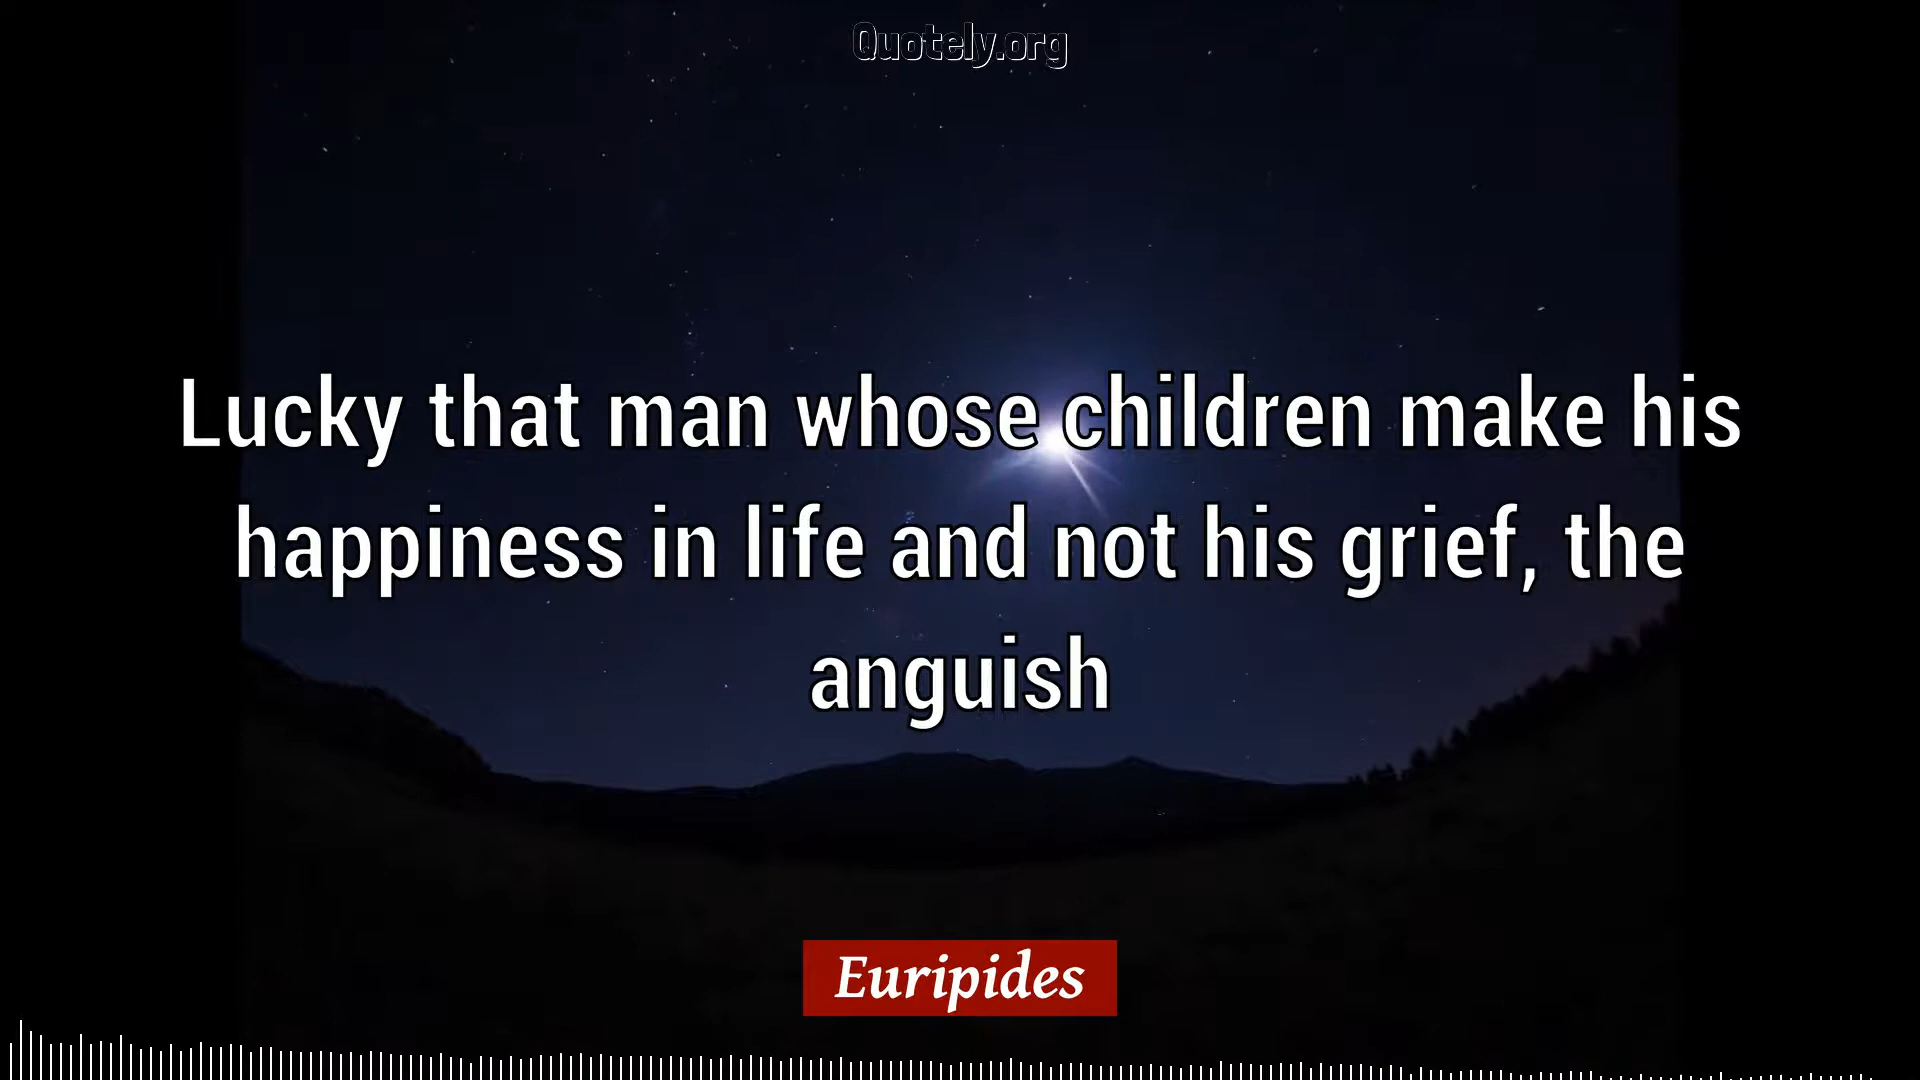 Quotely.org
Lucky that man whose children make his
happiness in life and not his grief, the
anguish
Euripides